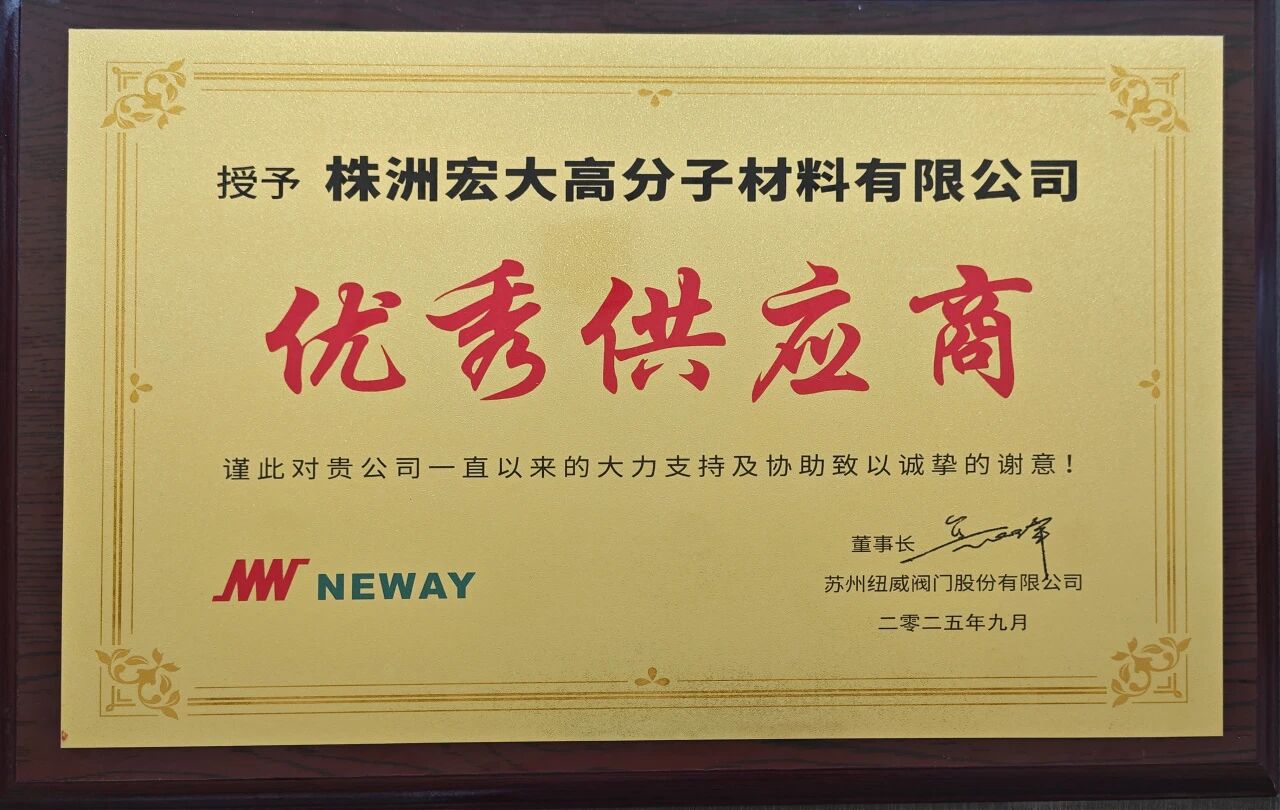 授予 株洲宏大高分子材料有限公司
优秀供应商
谨此对贵公司一直以来的大力支持及协助致以诚挚的谢意！
NEWAY
董事长
苏州纽威阀门股份有限公司
二零二五年九月